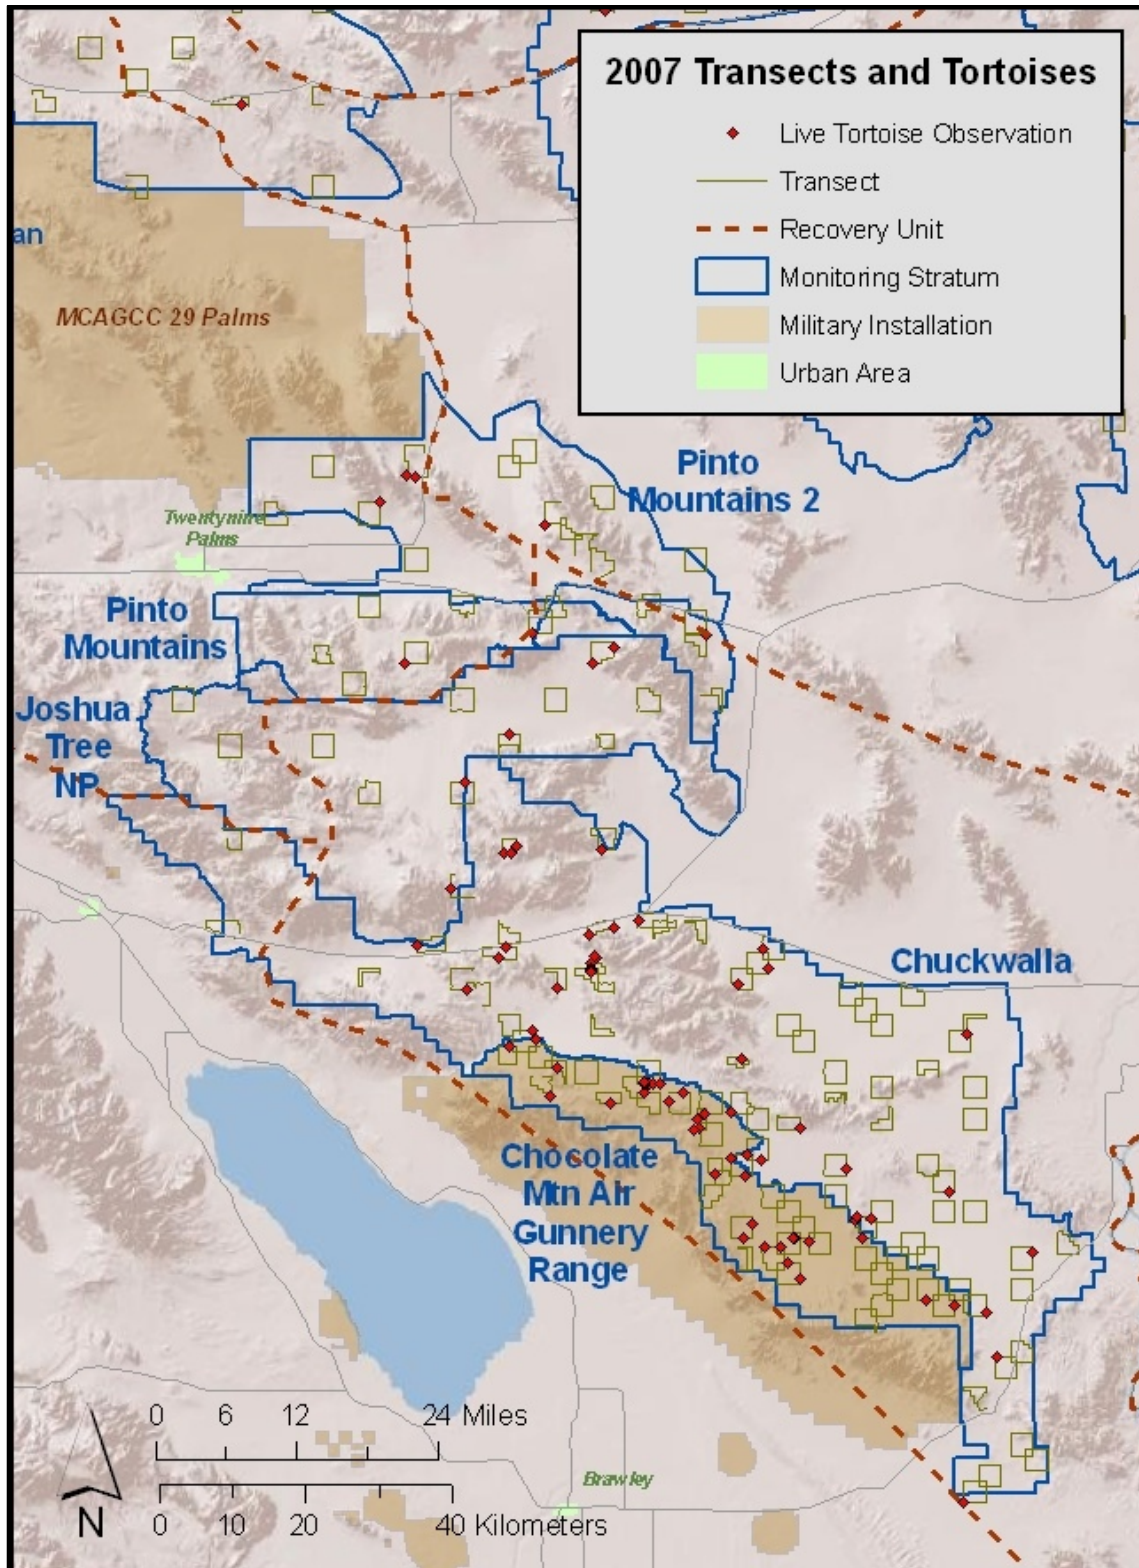 2007 Transects and Tortoises
Live Tortoise Observation
Transect
Recovery Unit
Monitoring Stratum
Military Installation
Urban Area
an
MCAGCC 29 Palms
Pinto
Mountains 2
Twentynine
Palms
Pinto
Mountains
Joshua
Tree
NP
Chuckwalla
Chocolate
Mtn Air
Gunnery
Range
0 6 12 24 Miles
Brawley
N
0 10 20 40 Kilometers